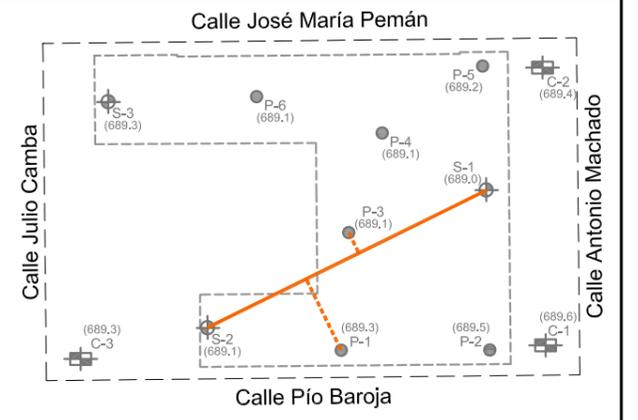 Calle José María Pemán
P-5
(689.2)
C-2
(689.4)
S-3
(689.3)
P-6
(689.1)
P-4
(689.1)
Calle Julio Camba
Calle Antonio Machado
S-1
(689.0)
P-3
(689.1)
(689.3)
C-3
S-2
(689.1)
(689.3)
P-1
(689.5)
P-2
(689.6)
C-1
Calle Pío Baroja